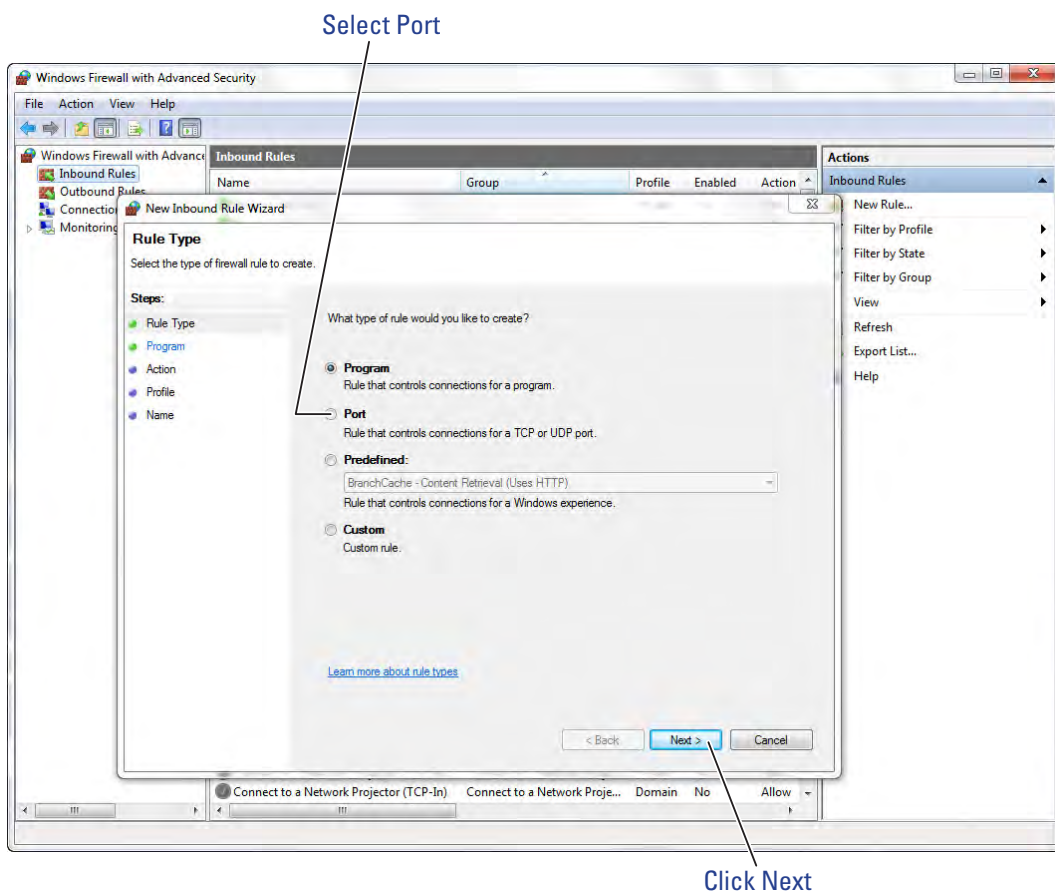 Select Port
Windows Firewall with Advanced Security
File Action View Help
Windows Firewall with Advance
Inbound Rules
Outbound Rules
Connection
Monitoring
Inbound Rules
Name Group Profile Enabled Action
Actions
Inbound Rules
New Rule...
Filter by Profile
Filter by State
Filter by Group
View
Refresh
Export List...
Help
New Inbound Rule Wizard
Rule Type
Select the type of firewall rule to create.
Steps:
Rule Type
Program
Action
Profile
Name
What type of rule would you like to create?
Program
Rule that controls connections for a program.
Port
Rule that controls connections for a TCP or UDP port.
Predefined:
BranchCache - Content Retrieval (Uses HTTP)
Rule that controls connections for a Windows experience.
Custom
Custom rule.
Learn more about rule types
< Back Next > Cancel
Connect to a Network Projector (TCP-In) Connect to a Network Proje... Domain No Allow
Click Next